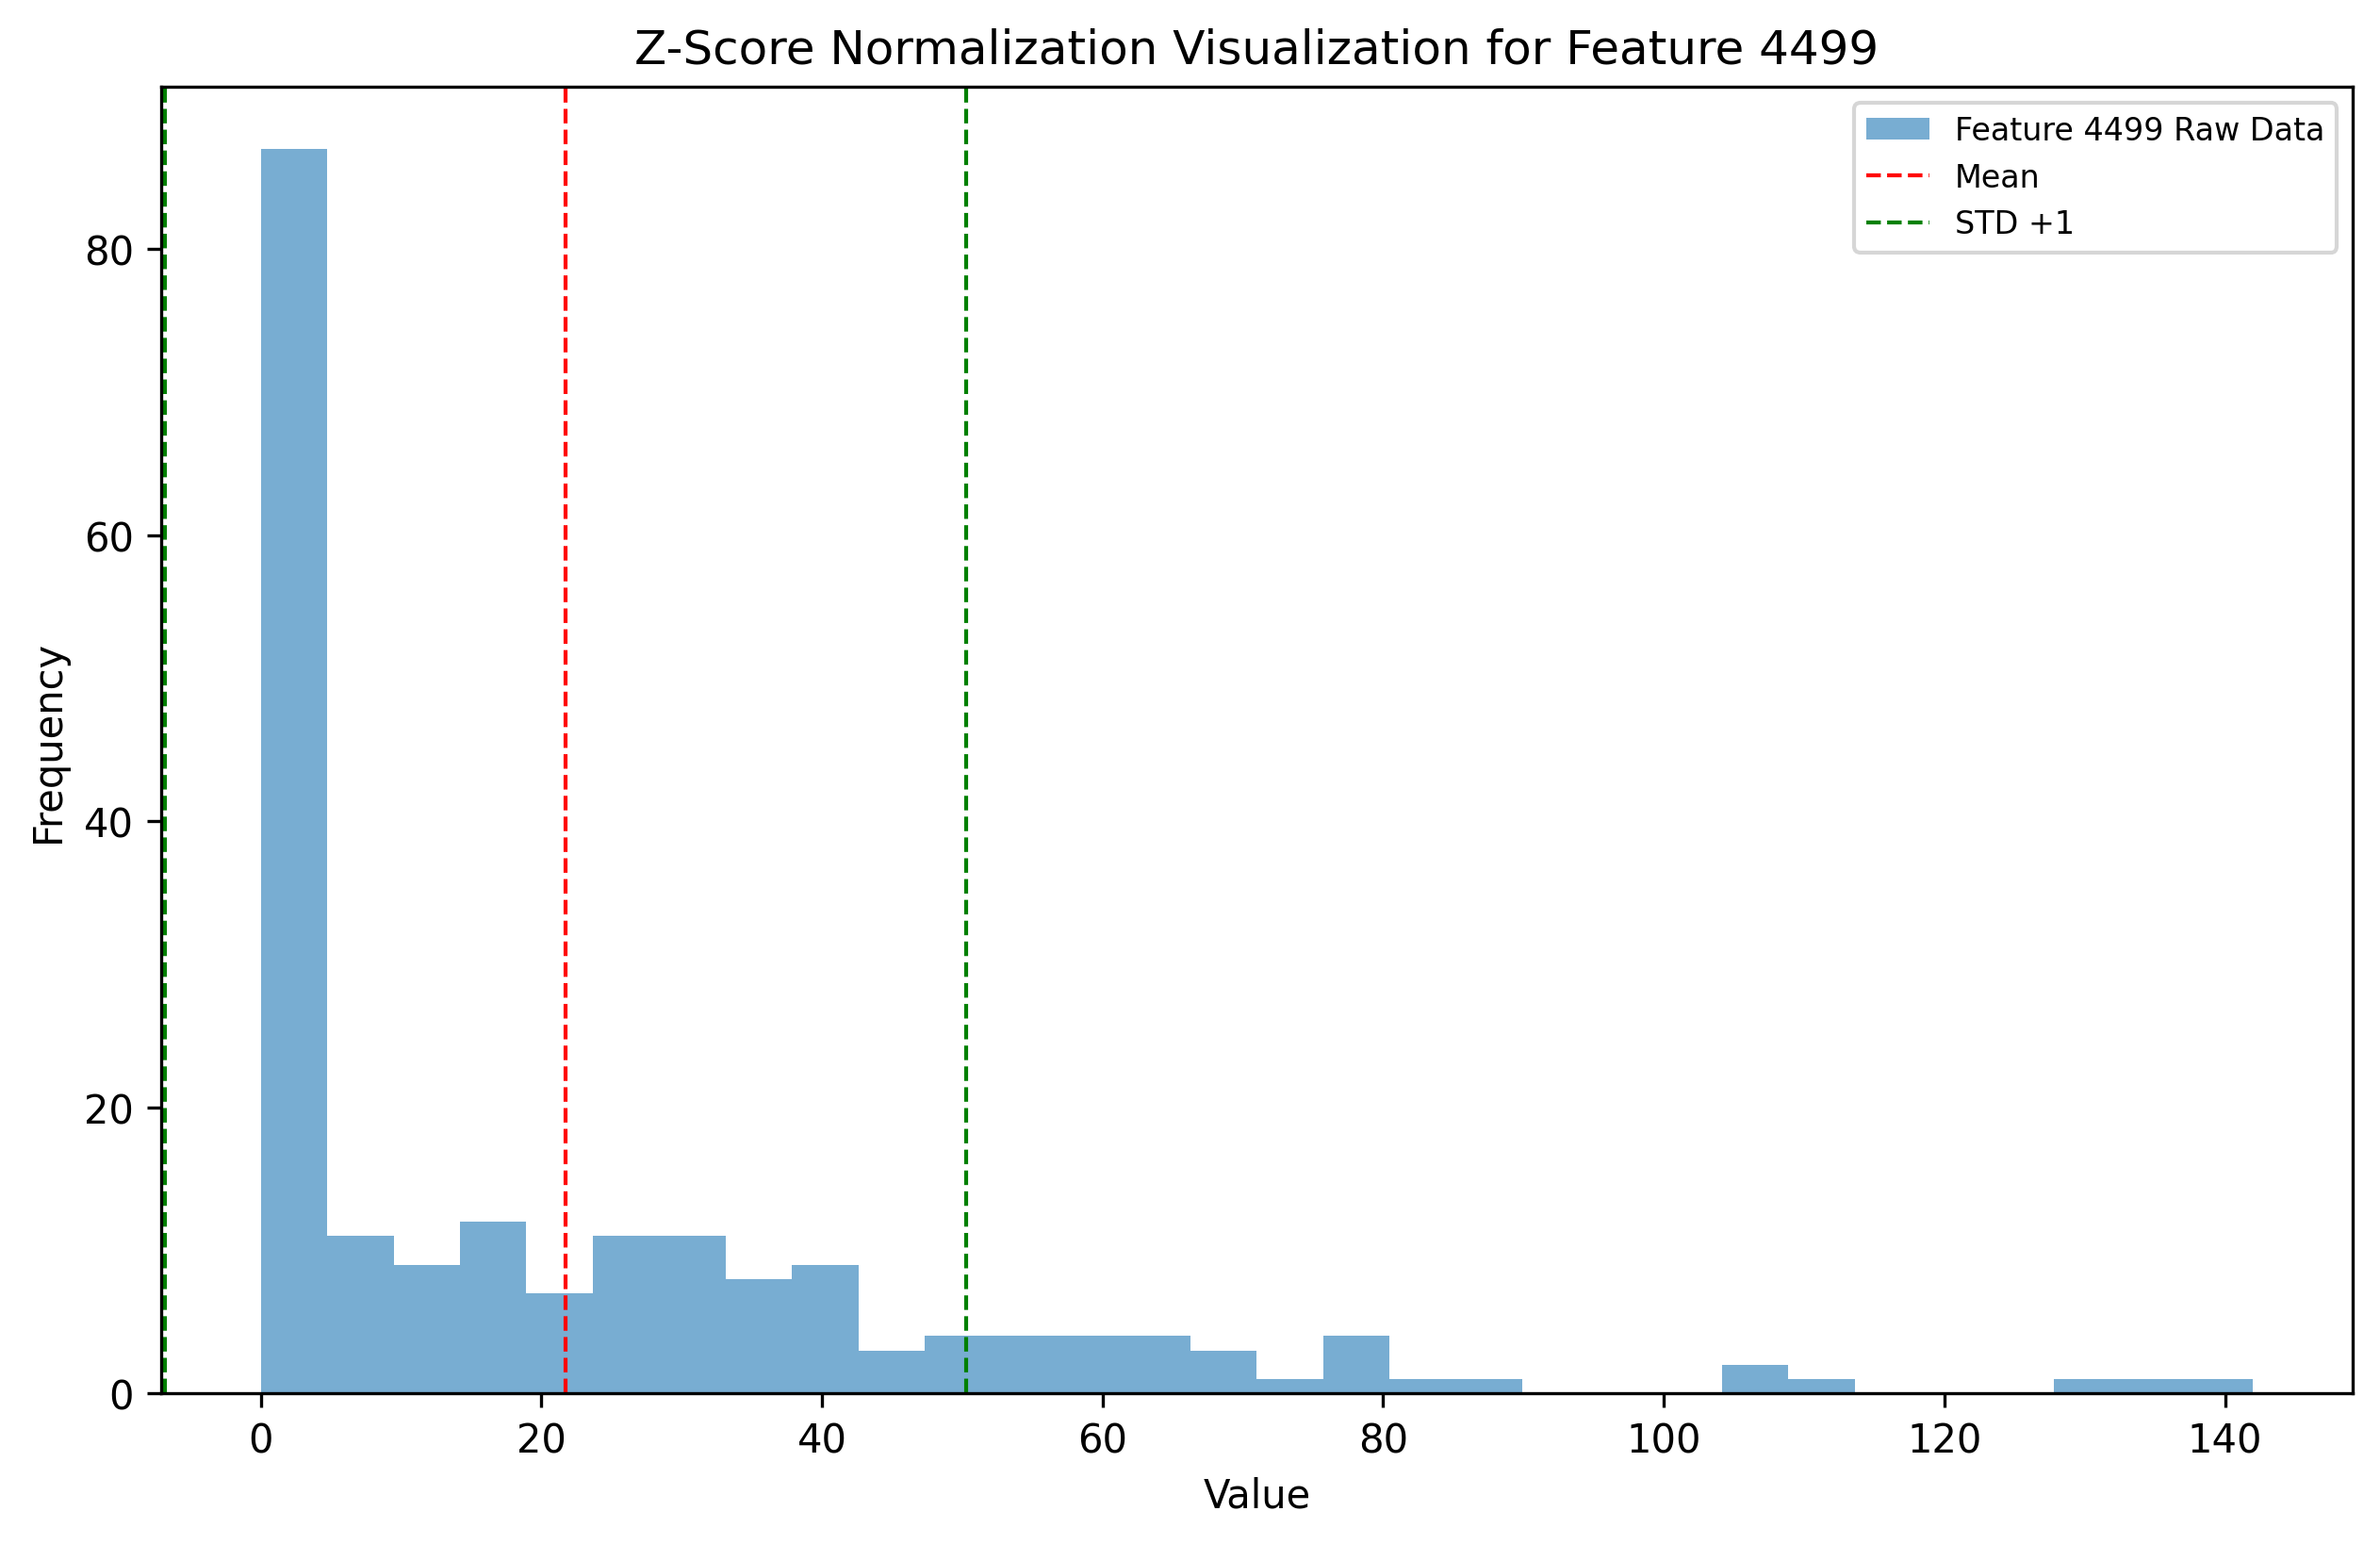 Z-Score Normalization Visualization for Feature 4499
Feature 4499 Raw Data
Mean
STD +1
Frequency
80
60
40
20
0
0 20 40 60 80 100 120 140
Value